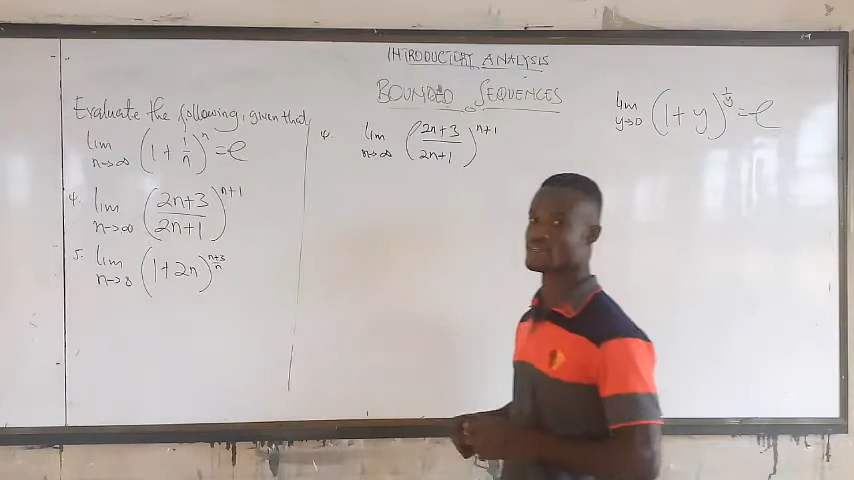 INTRODUCTORY ANALYSIS
BOUNDED SEQUENCES
Evaluate the following, given that
lim n→∞ (1 + 1/n)^n = e
4. lim n→∞ ((2n+3)/(2n+1))^(n+1)
5. lim n→8 (1+2n)^((n+3)/n)
4. lim n→∞ ((2n+3)/(2n+1))^(n+1)
lim y→0 (1+y)^(1/y) = e